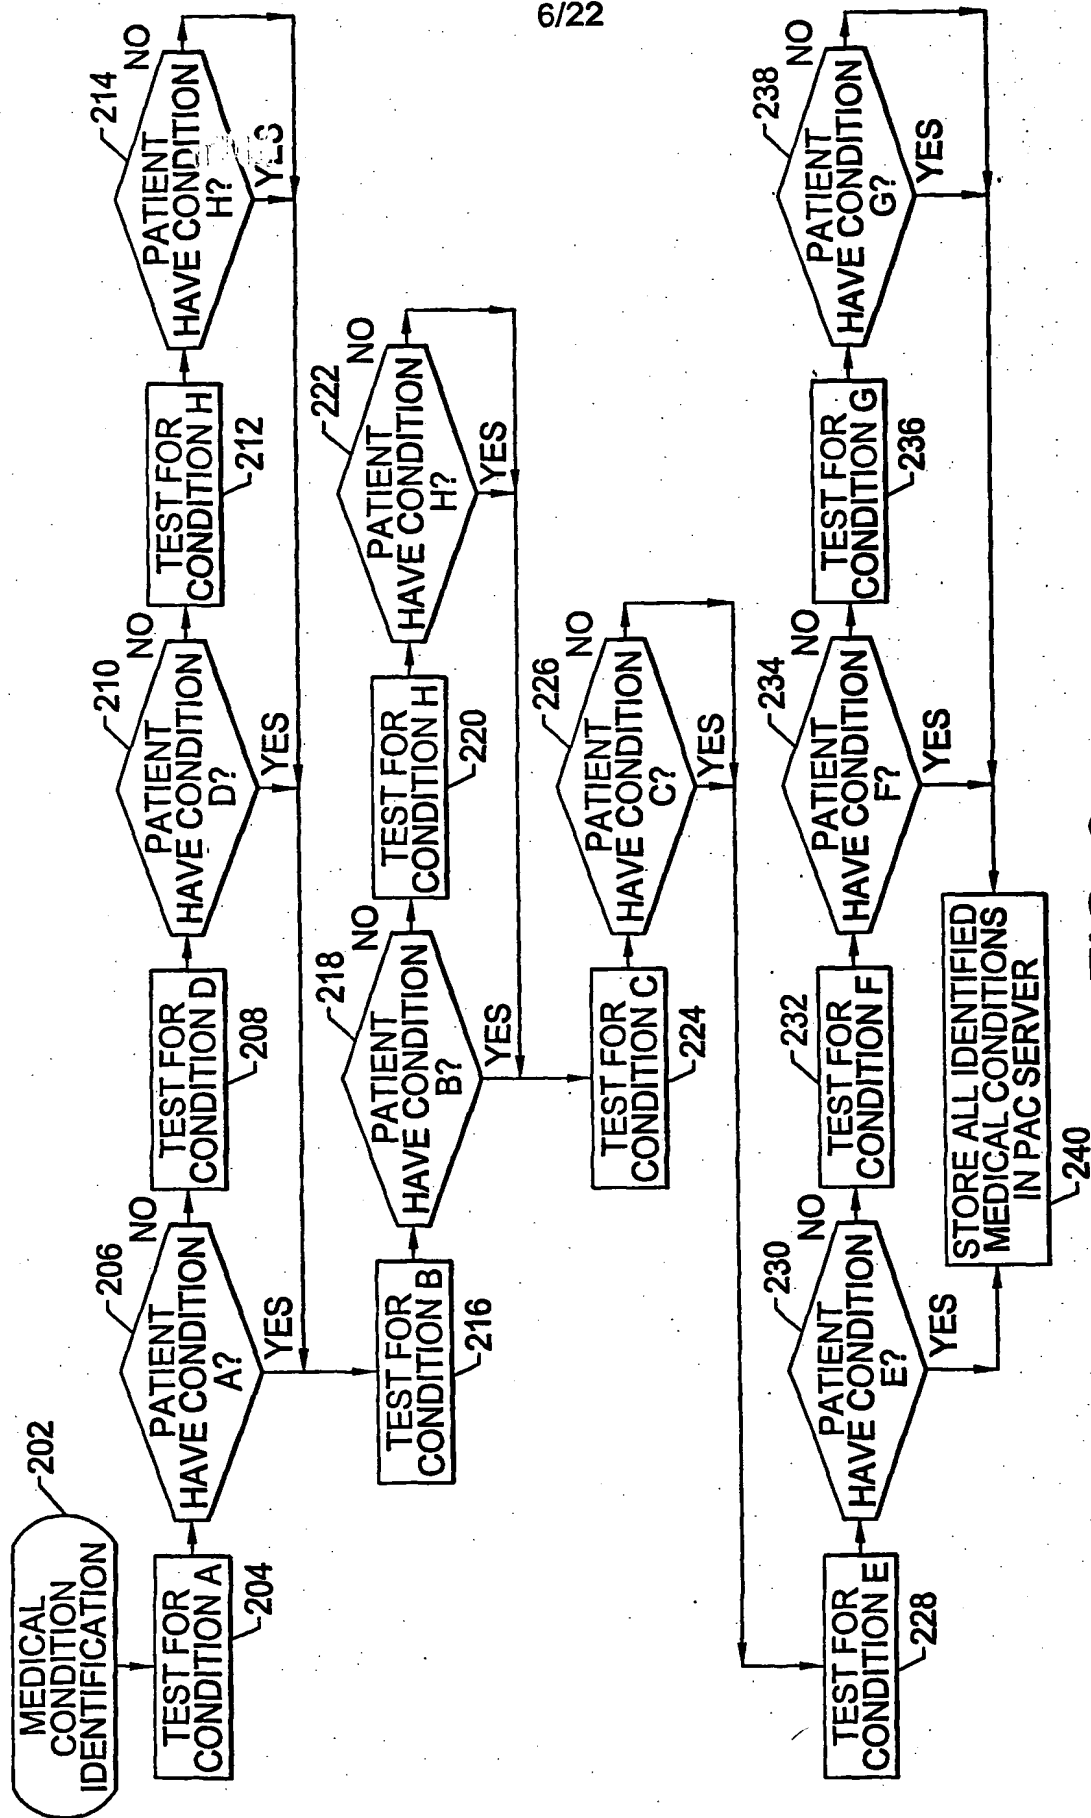 6/22
MEDICAL
CONDITION
IDENTIFICATION
202
TEST FOR
CONDITION A
204
PATIENT
HAVE CONDITION
A?
206
NO
YES
TEST FOR
CONDITION D
208
PATIENT
HAVE CONDITION
D?
210
NO
YES
TEST FOR
CONDITION H
212
PATIENT
HAVE CONDITION
H?
214
NO
YES
TEST FOR
CONDITION B
216
PATIENT
HAVE CONDITION
B?
218
NO
YES
TEST FOR
CONDITION H
220
PATIENT
HAVE CONDITION
H?
222
NO
YES
TEST FOR
CONDITION C
224
PATIENT
HAVE CONDITION
C?
226
NO
YES
TEST FOR
CONDITION E
228
PATIENT
HAVE CONDITION
E?
230
NO
YES
TEST FOR
CONDITION F
232
PATIENT
HAVE CONDITION
F?
234
NO
YES
TEST FOR
CONDITION G
236
PATIENT
HAVE CONDITION
G?
238
NO
YES
STORE ALL IDENTIFIED
MEDICAL CONDITIONS
IN PAC SERVER
240